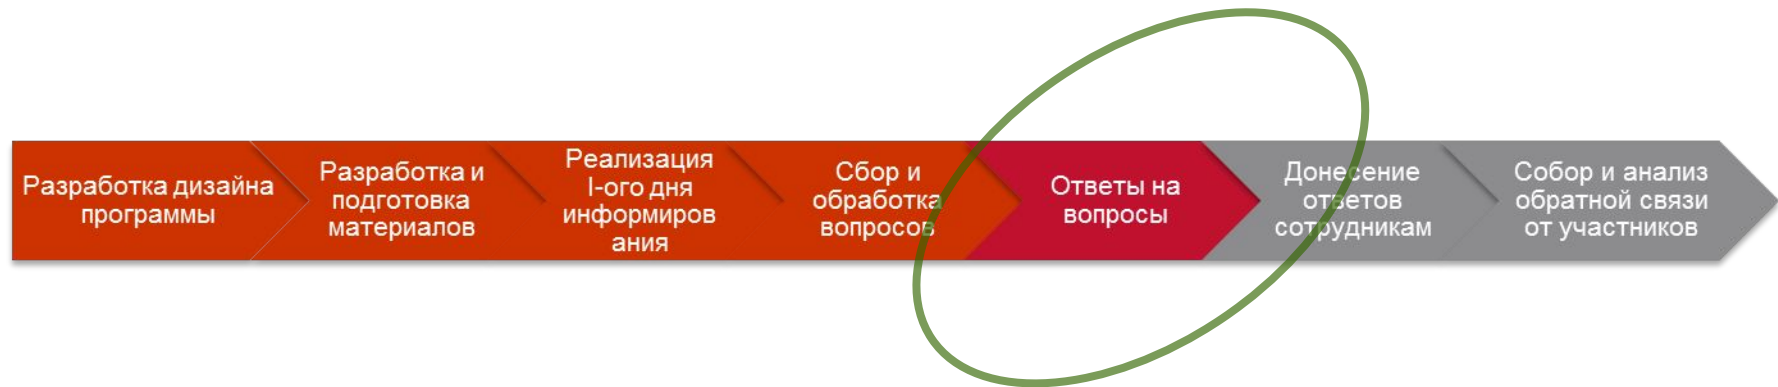 Разработка дизайна
программы
Разработка и
подготовка
материалов
Реализация
I-ого дня
информиров
ания
Сбор и
обработка
вопросов
Ответы на
вопросы
Донесение
ответов
сотрудникам
Собор и анализ
обратной связи
от участников